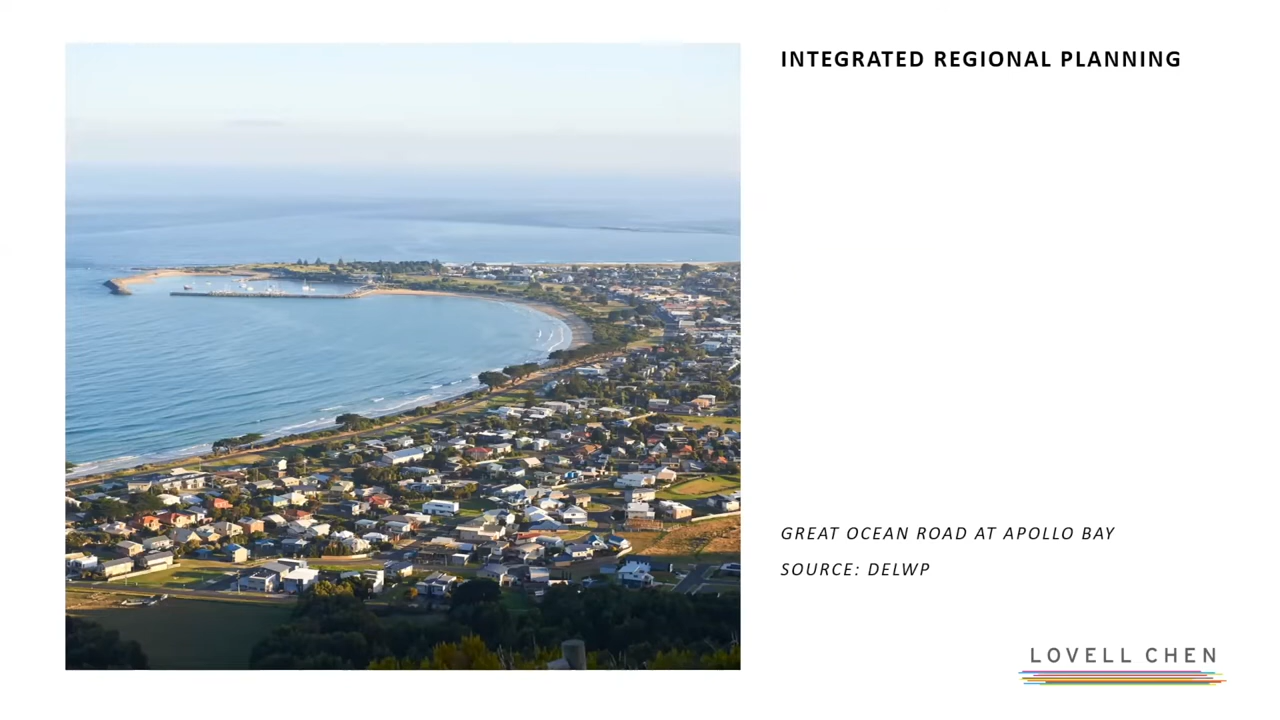 INTEGRATED REGIONAL PLANNING
GREAT OCEAN ROAD AT APOLLO BAY
SOURCE: DELWP
LOVELL CHEN